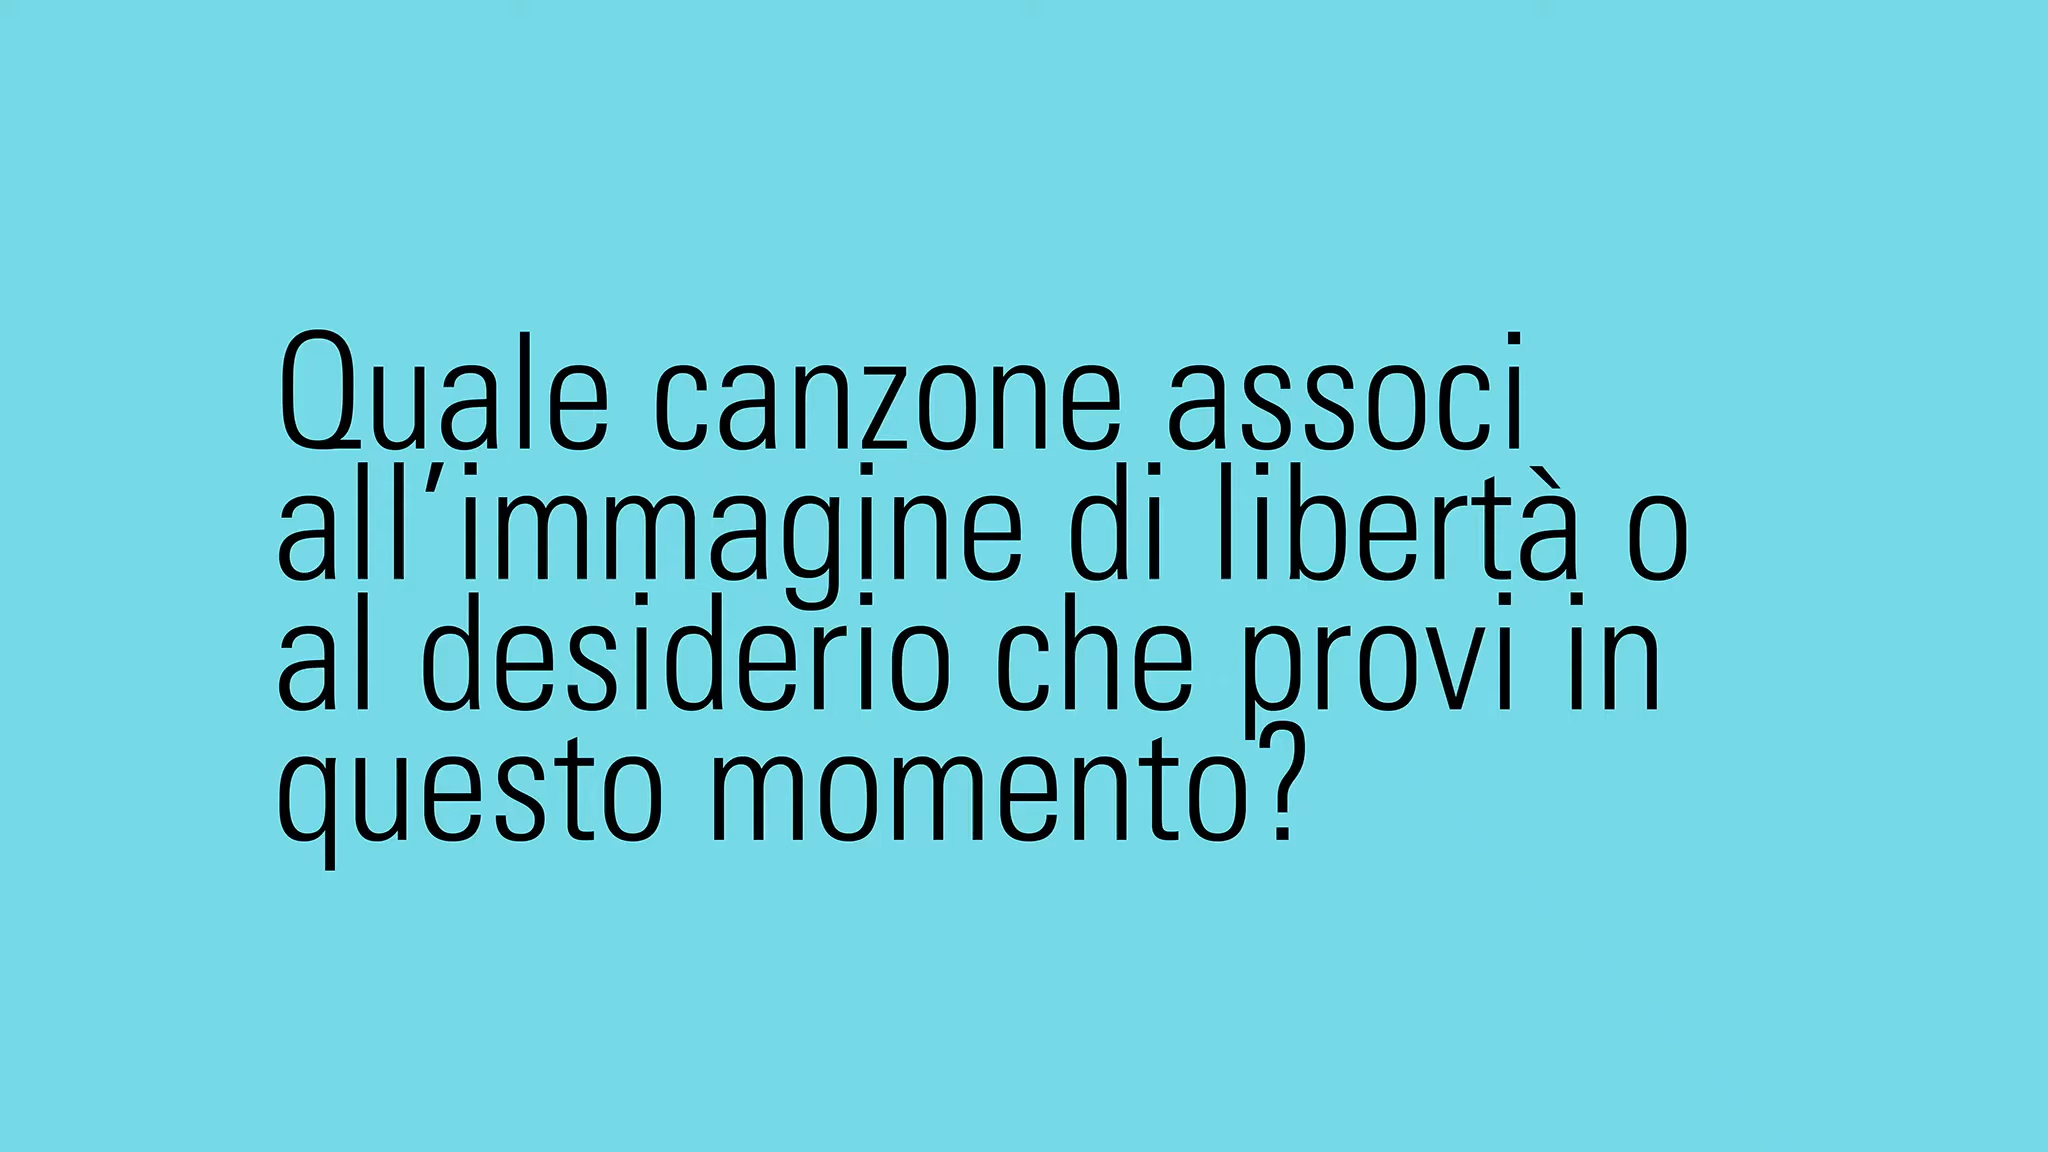 Quale canzone associ
all’immagine di libertà o
al desiderio che provi in
questo momento?